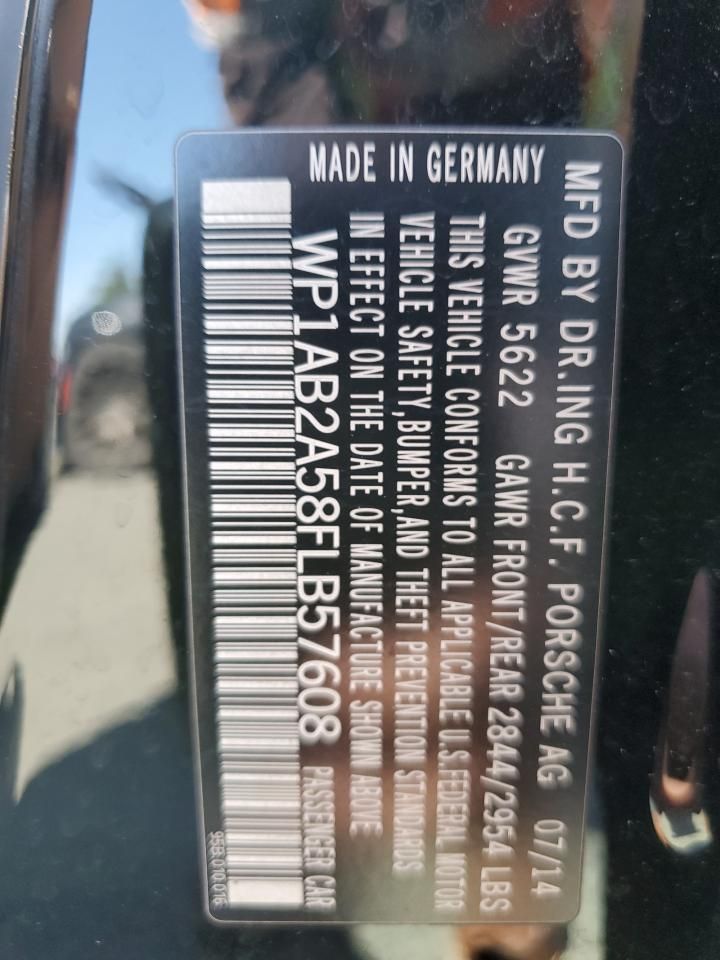 MFD BY DR.ING H.C.F. PORSCHE AG 07/14
GVWR 5622 GAWR FRONT/REAR 2844/2954 LBS
THIS VEHICLE CONFORMS TO ALL APPLICABLE U.S.FEDERAL MOTOR
VEHICLE SAFETY,BUMPER,AND THEFT PREVENTION STANDARDS
IN EFFECT ON THE DATE OF MANUFACTURE SHOWN ABOVE
MADE IN GERMANY
WP1AB2A58FLB57608 PASSENGER CAR
95B.010.016